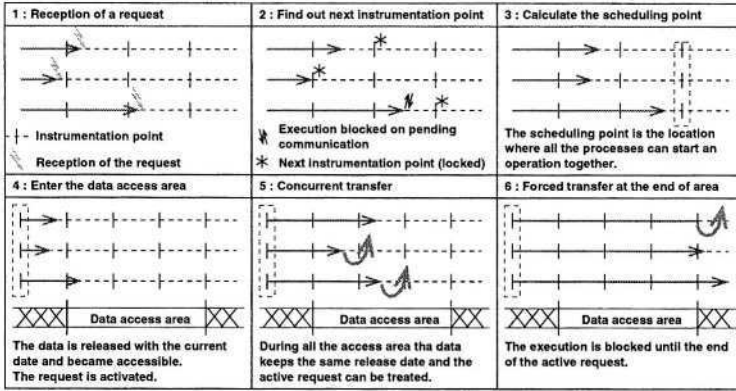 1 : Reception of a request
Instrumentation point
Reception of the request
2 : Find out next instrumentation point
Execution blocked on pending
communication
Next instrumentation point (locked)
3 : Calculate the scheduling point
The scheduling point is the location
where all the processes can start an
operation together.
4 : Enter the data access area
Data access area
The data is released with the current
date and became accessible.
The request is activated.
5 : Concurrent transfer
Data access area
During all the access area tha data
keeps the same release date and the
active request can be treated.
6 : Forced transfer at the end of area
Data access area
The execution is blocked until the end
of the active request.